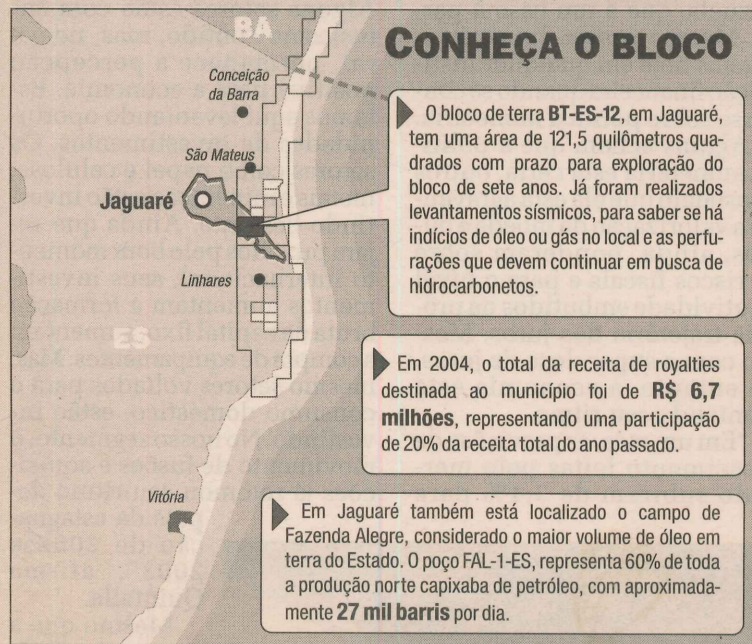 BA
CONHEÇA O BLOCO
Conceição
da Barra
São Mateus
Jaguaré
Linhares
ES
Vitória
O bloco de terra BT-ES-12, em Jaguaré,
tem uma área de 121,5 quilômetros qua-
drados com prazo para exploração do
bloco de sete anos. Já foram realizados
levantamentos sísmicos, para saber se há
indícios de óleo ou gás no local e as perfu-
rações que devem continuar em busca de
hidrocarbonetos.
Em 2004, o total da receita de royalties
destinada ao município foi de R$ 6,7
milhões, representando uma participação
de 20% da receita total do ano passado.
Em Jaguaré também está localizado o campo de
Fazenda Alegre, considerado o maior volume de óleo em
terra do Estado. O poço FAL-1-ES, representa 60% de toda
a produção norte capixaba de petróleo, com aproximada-
mente 27 mil barris por dia.